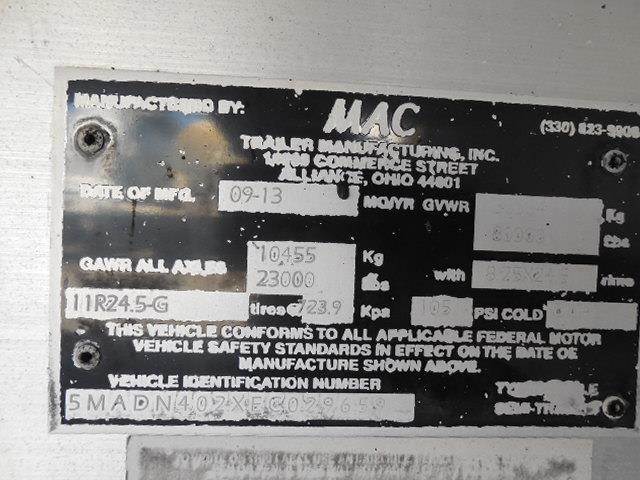 MANUFACTURED BY: MAC (330) 823-9900
TRAILER MANUFACTURING, INC.
COMMERCE STREET
ALLIANCE, OHIO 44601
DATE OF MFG. 09-13 MO/YR GVWR Kg
Lbs
GAWR ALL AXLES 10455 Kg
23000 Lbs with rims
11R24.5-G tires @ 723.9 Kpa 105 PSI COLD
THIS VEHICLE CONFORMS TO ALL APPLICABLE FEDERAL MOTOR
VEHICLE SAFETY STANDARDS IN EFFECT ON THE DATE OF
MANUFACTURE SHOWN ABOVE.
VEHICLE IDENTIFICATION NUMBER